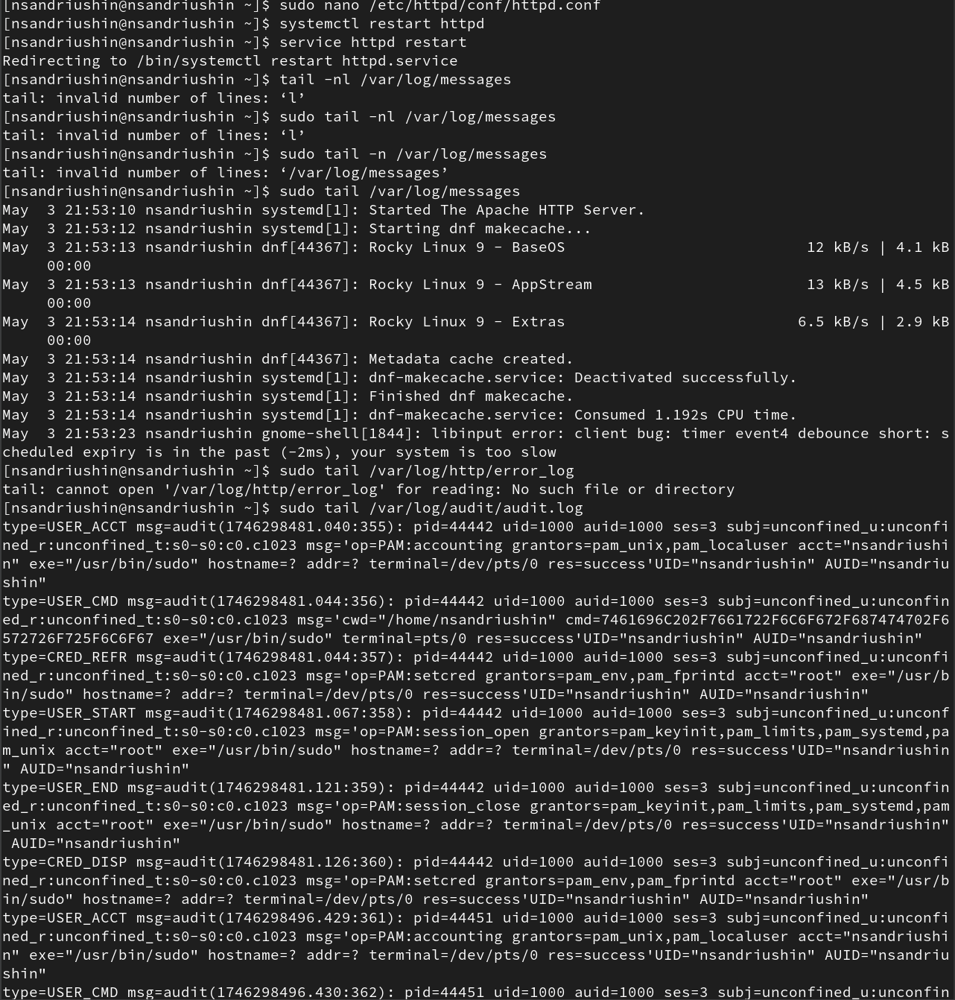 [nsandriushin@nsandriushin ~]$ sudo nano /etc/httpd/conf/httpd.conf
[nsandriushin@nsandriushin ~]$ systemctl restart httpd
[nsandriushin@nsandriushin ~]$ service httpd restart
Redirecting to /bin/systemctl restart httpd.service
[nsandriushin@nsandriushin ~]$ tail -nl /var/log/messages
tail: invalid number of lines: ‘l’
[nsandriushin@nsandriushin ~]$ sudo tail -nl /var/log/messages
tail: invalid number of lines: ‘l’
[nsandriushin@nsandriushin ~]$ sudo tail -n /var/log/messages
tail: invalid number of lines: ‘/var/log/messages’
[nsandriushin@nsandriushin ~]$ sudo tail /var/log/messages
May  3 21:53:10 nsandriushin systemd[1]: Started The Apache HTTP Server.
May  3 21:53:12 nsandriushin systemd[1]: Starting dnf makecache...
May  3 21:53:13 nsandriushin dnf[44367]: Rocky Linux 9 - BaseOS                           12 kB/s | 4.1 kB
     00:00
May  3 21:53:13 nsandriushin dnf[44367]: Rocky Linux 9 - AppStream                        13 kB/s | 4.5 kB
     00:00
May  3 21:53:14 nsandriushin dnf[44367]: Rocky Linux 9 - Extras                          6.5 kB/s | 2.9 kB
     00:00
May  3 21:53:14 nsandriushin dnf[44367]: Metadata cache created.
May  3 21:53:14 nsandriushin systemd[1]: dnf-makecache.service: Deactivated successfully.
May  3 21:53:14 nsandriushin systemd[1]: Finished dnf makecache.
May  3 21:53:14 nsandriushin systemd[1]: dnf-makecache.service: Consumed 1.192s CPU time.
May  3 21:53:23 nsandriushin gnome-shell[1844]: libinput error: client bug: timer event4 debounce short: s
cheduled expiry is in the past (-2ms), your system is too slow
[nsandriushin@nsandriushin ~]$ sudo tail /var/log/http/error_log
tail: cannot open '/var/log/http/error_log' for reading: No such file or directory
[nsandriushin@nsandriushin ~]$ sudo tail /var/log/audit/audit.log
type=USER_ACCT msg=audit(1746298481.040:355): pid=44442 uid=1000 auid=1000 ses=3 subj=unconfined_u:unconfi
ned_r:unconfined_t:s0-s0:c0.c1023 msg='op=PAM:accounting grantors=pam_unix,pam_localuser acct="nsandriushi
n" exe="/usr/bin/sudo" hostname=? addr=? terminal=/dev/pts/0 res=success'UID="nsandriushin" AUID="nsandriu
shin"
type=USER_CMD msg=audit(1746298481.044:356): pid=44442 uid=1000 auid=1000 ses=3 subj=unconfined_u:unconfin
ed_r:unconfined_t:s0-s0:c0.c1023 msg='cwd="/home/nsandriushin" cmd=7461696C202F7661722F6C6F672F687474702F6
572726F725F6C6F67 exe="/usr/bin/sudo" terminal=pts/0 res=success'UID="nsandriushin" AUID="nsandriushin"
type=CRED_REFR msg=audit(1746298481.044:357): pid=44442 uid=1000 auid=1000 ses=3 subj=unconfined_u:unconfi
ned_r:unconfined_t:s0-s0:c0.c1023 msg='op=PAM:setcred grantors=pam_env,pam_fprintd acct="root" exe="/usr/b
in/sudo" hostname=? addr=? terminal=/dev/pts/0 res=success'UID="nsandriushin" AUID="nsandriushin"
type=USER_START msg=audit(1746298481.067:358): pid=44442 uid=1000 auid=1000 ses=3 subj=unconfined_u:unconf
ined_r:unconfined_t:s0-s0:c0.c1023 msg='op=PAM:session_open grantors=pam_keyinit,pam_limits,pam_systemd,pa
m_unix acct="root" exe="/usr/bin/sudo" hostname=? addr=? terminal=/dev/pts/0 res=success'UID="nsandriushin
" AUID="nsandriushin"
type=USER_END msg=audit(1746298481.121:359): pid=44442 uid=1000 auid=1000 ses=3 subj=unconfined_u:unconfin
ed_r:unconfined_t:s0-s0:c0.c1023 msg='op=PAM:session_close grantors=pam_keyinit,pam_limits,pam_systemd,pam
_unix acct="root" exe="/usr/bin/sudo" hostname=? addr=? terminal=/dev/pts/0 res=success'UID="nsandriushin"
 AUID="nsandriushin"
type=CRED_DISP msg=audit(1746298481.126:360): pid=44442 uid=1000 auid=1000 ses=3 subj=unconfined_u:unconfi
ned_r:unconfined_t:s0-s0:c0.c1023 msg='op=PAM:setcred grantors=pam_env,pam_fprintd acct="root" exe="/usr/b
in/sudo" hostname=? addr=? terminal=/dev/pts/0 res=success'UID="nsandriushin" AUID="nsandriushin"
type=USER_ACCT msg=audit(1746298496.429:361): pid=44451 uid=1000 auid=1000 ses=3 subj=unconfined_u:unconfi
ned_r:unconfined_t:s0-s0:c0.c1023 msg='op=PAM:accounting grantors=pam_unix,pam_localuser acct="nsandriushi
n" exe="/usr/bin/sudo" hostname=? addr=? terminal=/dev/pts/0 res=success'UID="nsandriushin" AUID="nsandriu
shin"
type=USER_CMD msg=audit(1746298496.430:362): pid=44451 uid=1000 auid=1000 ses=3 subj=unconfined_u:unconfin